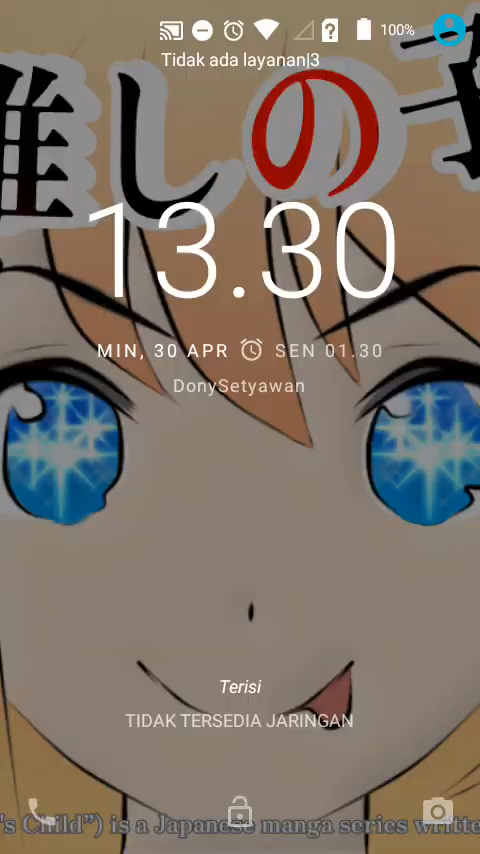 100%
Tidak ada layanan|3
推しの子
13.30
MIN, 30 APR SEN 01.30
DonySetyawan
Terisi
TIDAK TERSEDIA JARINGAN
's Child”) is a Japanese manga series writte